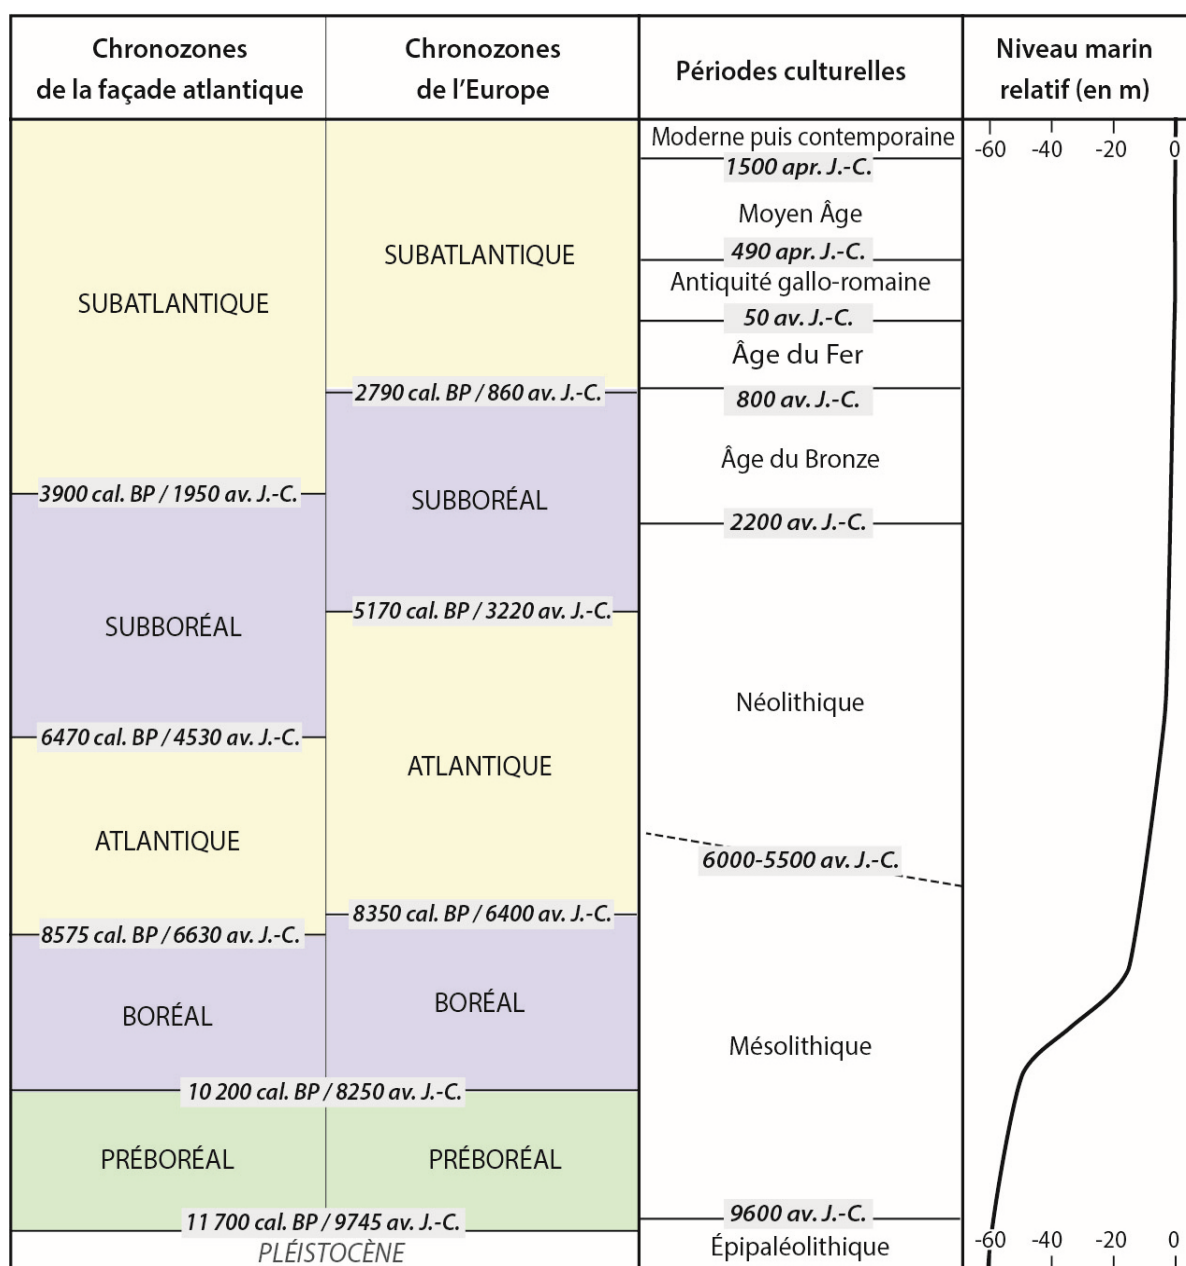 Chronozones
de la façade atlantique
Chronozones
de l'Europe
Périodes culturelles
Niveau marin
relatif (en m)
SUBATLANTIQUE
3900 cal. BP / 1950 av. J.-C.
SUBBORÉAL
6470 cal. BP / 4530 av. J.-C.
ATLANTIQUE
8575 cal. BP / 6630 av. J.-C.
BORÉAL
10 200 cal. BP / 8250 av. J.-C.
PRÉBORÉAL
11 700 cal. BP / 9745 av. J.-C.
PLÉISTOCÈNE
SUBATLANTIQUE
2790 cal. BP / 860 av. J.-C.
SUBBORÉAL
5170 cal. BP / 3220 av. J.-C.
ATLANTIQUE
8350 cal. BP / 6400 av. J.-C.
BORÉAL
PRÉBORÉAL
Moderne puis contemporaine
1500 apr. J.-C.
Moyen Âge
490 apr. J.-C.
Antiquité gallo-romaine
50 av. J.-C.
Âge du Fer
800 av. J.-C.
Âge du Bronze
2200 av. J.-C.
Néolithique
6000-5500 av. J.-C.
Mésolithique
9600 av. J.-C.
Épipaléolithique
-60 -40 -20 0
-60 -40 -20 0